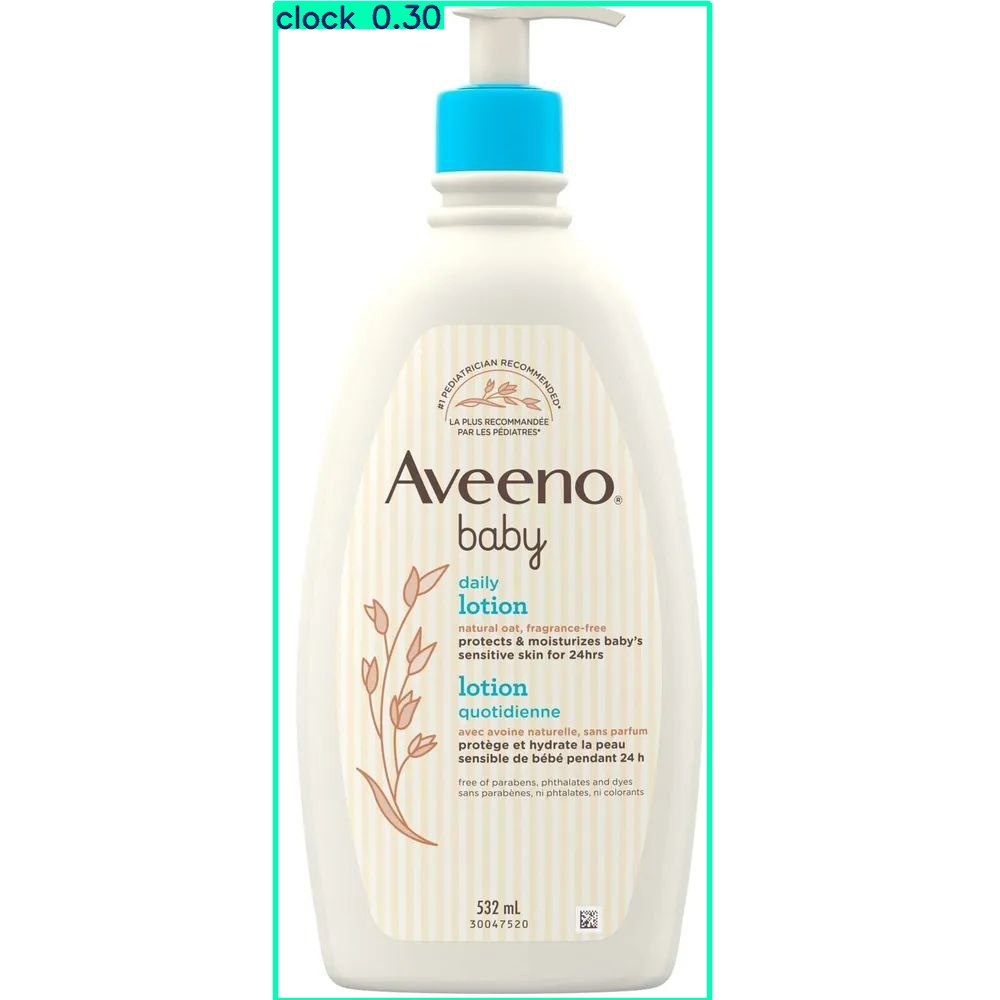 clock 0.30
#1 PEDIATRICIAN RECOMMENDED*
LA PLUS RECOMMANDÉE
PAR LES PÉDIATRES*
Aveeno®
baby
daily
lotion
natural oat, fragrance-free
protects & moisturizes baby's
sensitive skin for 24hrs
lotion
quotidienne
avec avoine naturelle, sans parfum
protège et hydrate la peau
sensible de bébé pendant 24 h
free of parabens, phthalates and dyes
sans parabènes, ni phtalates, ni colorants
532 mL
30047520